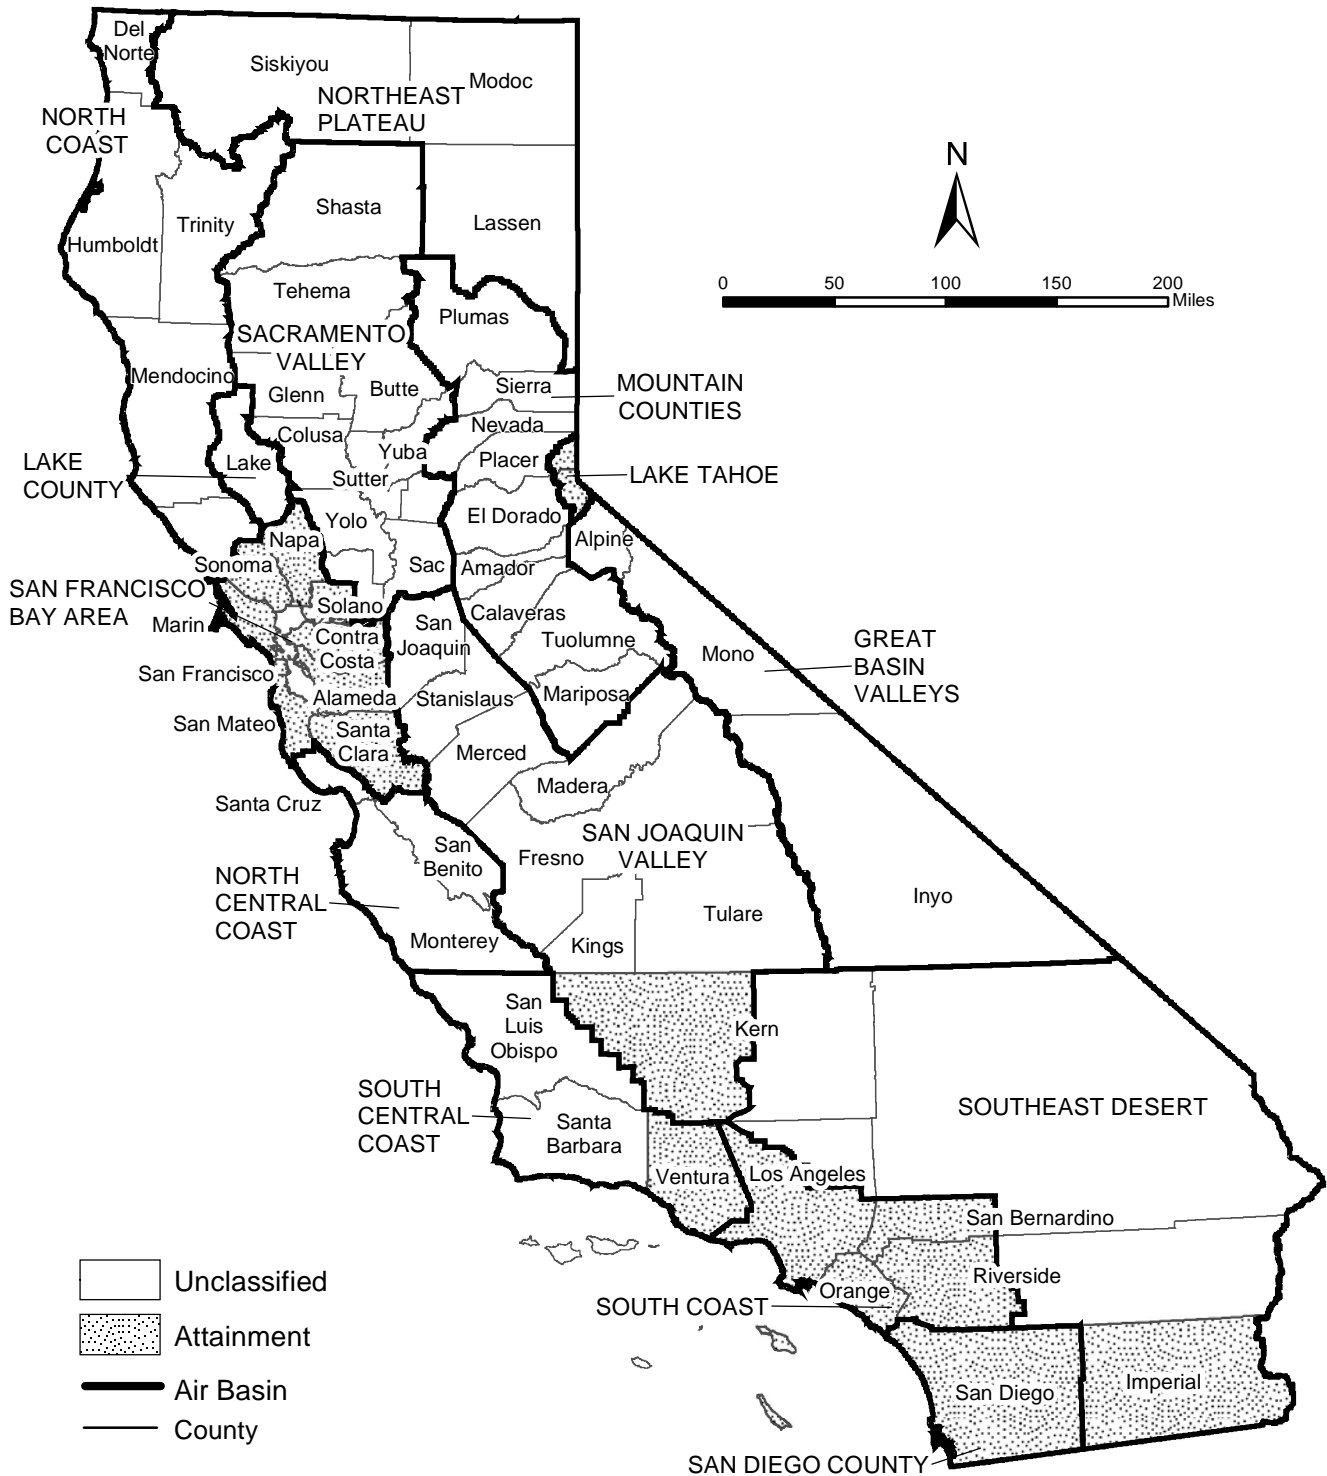 Del
Norte
Siskiyou
Modoc
NORTHEAST
PLATEAU
NORTH
COAST
N
Shasta
Trinity
Lassen
Humboldt
0 50 100 150 200
Miles
Tehema
Plumas
SACRAMENTO
VALLEY
Mendocino
Glenn
Butte
Sierra
MOUNTAIN
COUNTIES
Colusa
Nevada
Yuba
Placer
LAKE
COUNTY
Lake
Sutter
LAKE TAHOE
Yolo
El Dorado
Napa
Alpine
Sonoma
Sac
Amador
SAN FRANCISCO
BAY AREA
Solano
Calaveras
Marin
Contra
Costa
San
Joaquin
Tuolumne
Mono
GREAT
BASIN
VALLEYS
San Francisco
Alameda
Stanislaus
Mariposa
San Mateo
Santa
Clara
Merced
Madera
Santa Cruz
SAN JOAQUIN
VALLEY
San
Benito
Fresno
NORTH
CENTRAL
COAST
Inyo
Tulare
Monterey
Kings
San
Luis
Obispo
Kern
SOUTH
CENTRAL
COAST
SOUTHEAST DESERT
Santa
Barbara
Ventura
Los Angeles
San Bernardino
Riverside
Orange
SOUTH COAST
San Diego
Imperial
SAN DIEGO COUNTY
Unclassified
Attainment
Air Basin
County